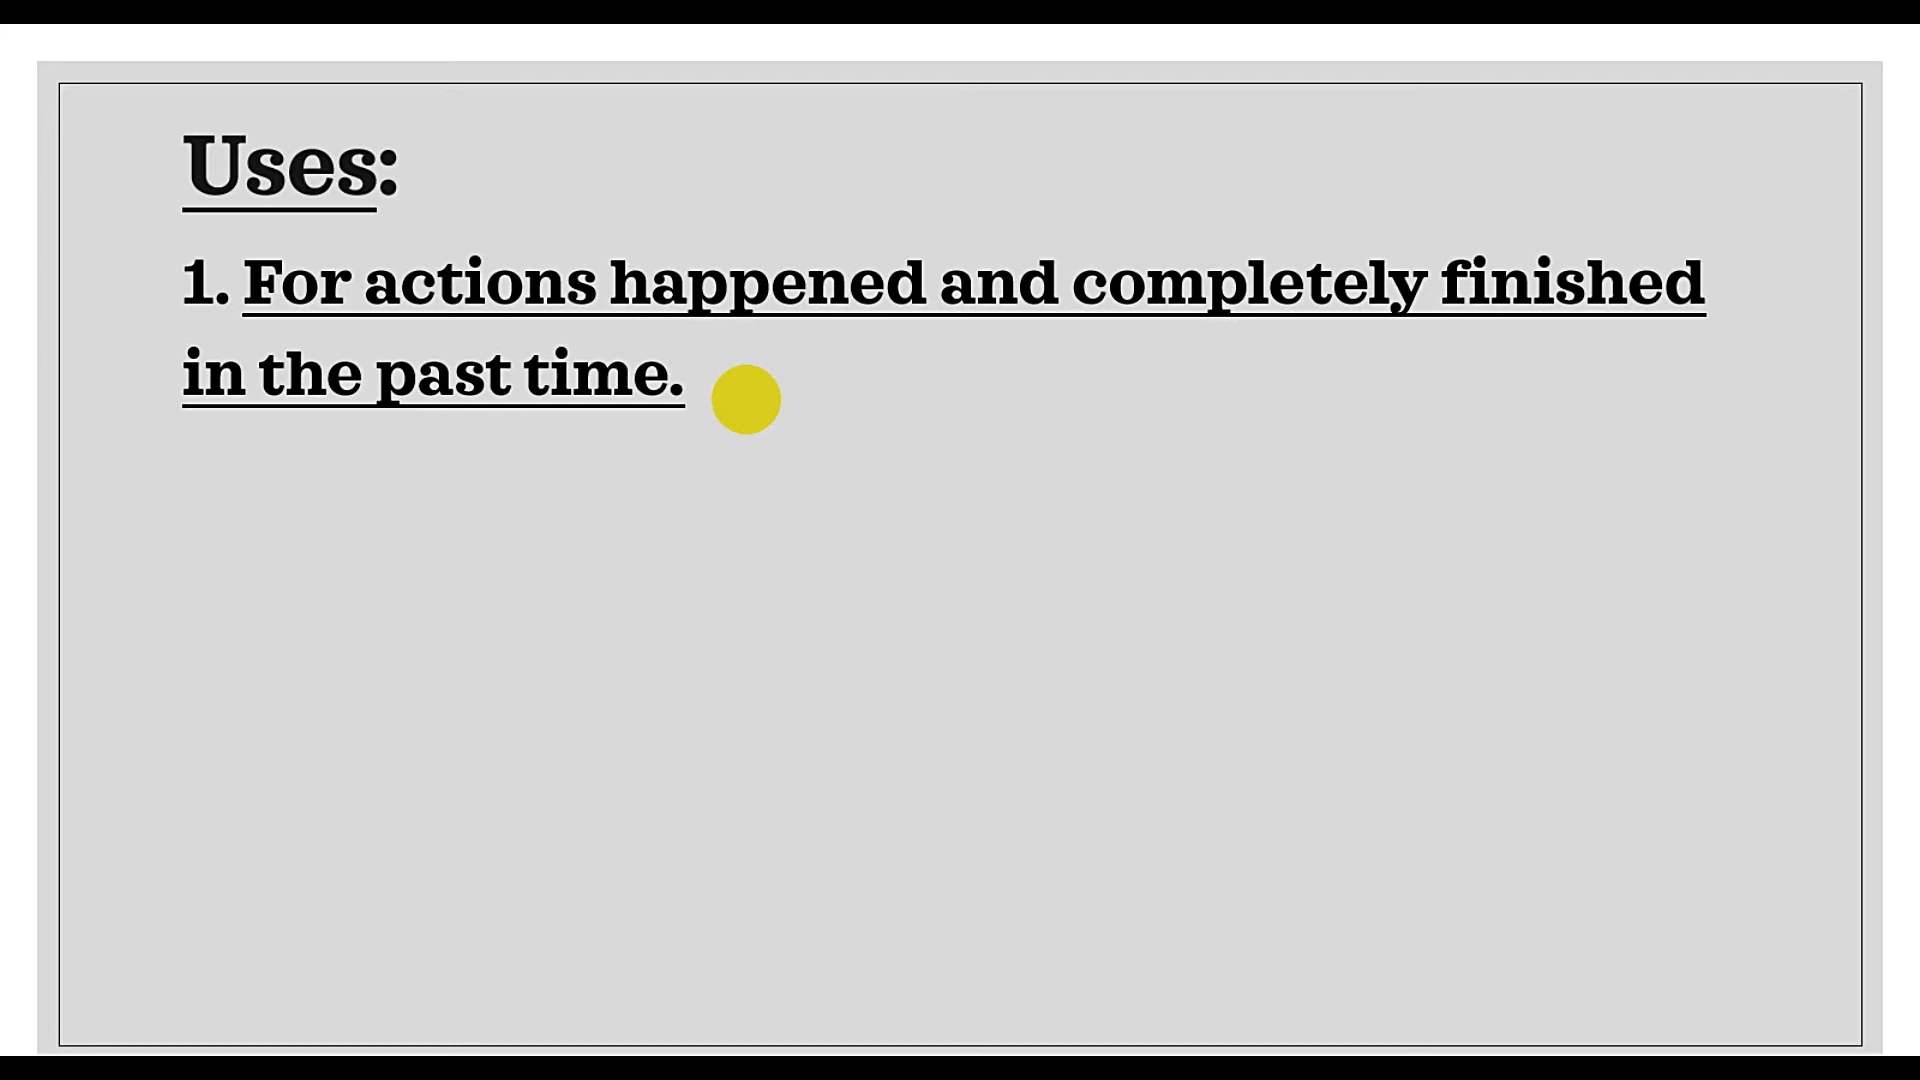 Uses:
1. For actions happened and completely finished
in the past time.